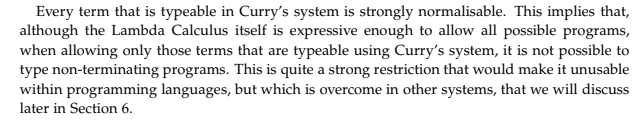 Every term that is typeable in Curry's system is strongly normalisable. This implies that,
although the Lambda Calculus itself is expressive enough to allow all possible programs,
when allowing only those terms that are typeable using Curry's system, it is not possible to
type non-terminating programs. This is quite a strong restriction that would make it unusable
within programming languages, but which is overcome in other systems, that we will discuss
later in Section 6.